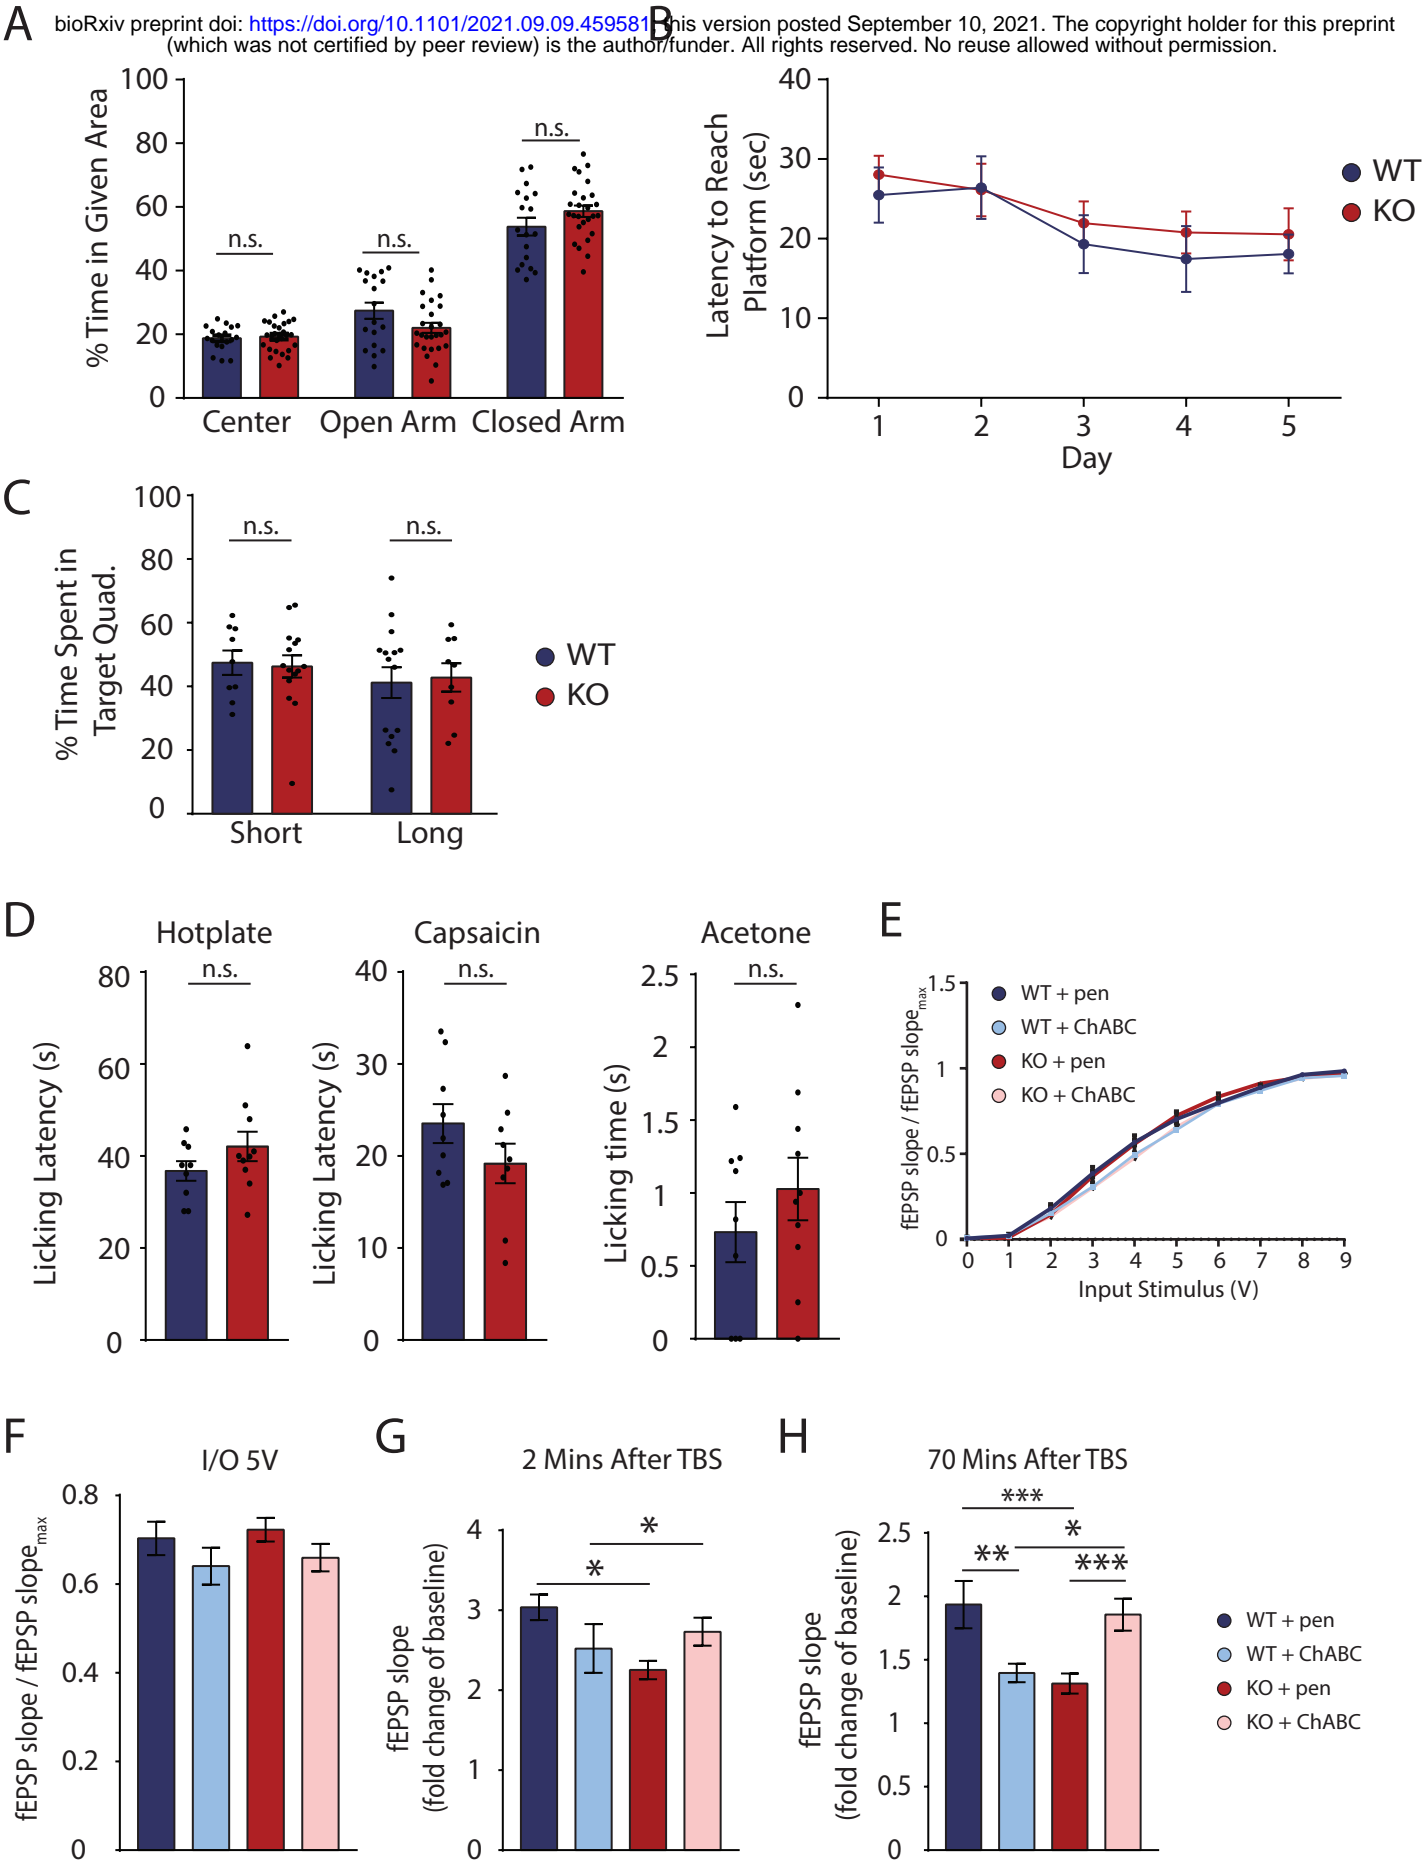 A
bioRxiv preprint doi: https://doi.org/10.1101/2021.09.09.459581; this version posted September 10, 2021. The copyright holder for this preprint
(which was not certified by peer review) is the author/funder. All rights reserved. No reuse allowed without permission.
% Time in Given Area
100
80
60
40
20
0
n.s.
n.s.
n.s.
Center
Open Arm
Closed Arm
B
Latency to Reach
Platform (sec)
40
30
20
10
0
1
2
3
4
5
Day
WT
KO
C
% Time Spent in
Target Quad.
100
80
60
40
20
0
n.s.
n.s.
Short
Long
WT
KO
D
Hotplate
n.s.
Licking Latency (s)
80
60
40
20
0
Capsaicin
n.s.
Licking Latency (s)
40
30
20
10
0
Acetone
n.s.
Licking time (s)
2.5
2
1.5
1
0.5
0
E
fEPSP slope / fEPSP slopemax
1.5
1
0.5
0
WT + pen
WT + ChABC
KO + pen
KO + ChABC
0 1 2 3 4 5 6 7 8 9
Input Stimulus (V)
F
I/O 5V
fEPSP slope / fEPSP slopemax
0.8
0.6
0.4
0.2
0
G
2 Mins After TBS
fEPSP slope
(fold change of baseline)
4
3
2
1
0
*
*
H
70 Mins After TBS
fEPSP slope
(fold change of baseline)
2.5
2
1.5
1
0.5
0
***
*
**
***
WT + pen
WT + ChABC
KO + pen
KO + ChABC